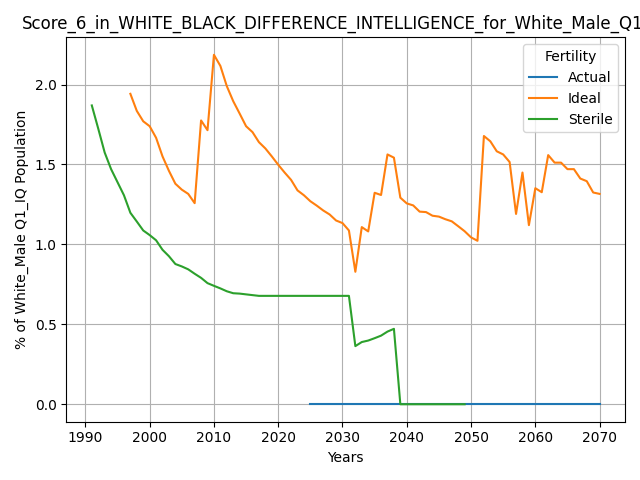 Score_6_in_WHITE_BLACK_DIFFERENCE_INTELLIGENCE_for_White_Male_Q1
Fertility
Actual
Ideal
Sterile
% of White_Male Q1_IQ Population
2.0
1.5
1.0
0.5
0.0
1990 2000 2010 2020 2030 2040 2050 2060 2070
Years